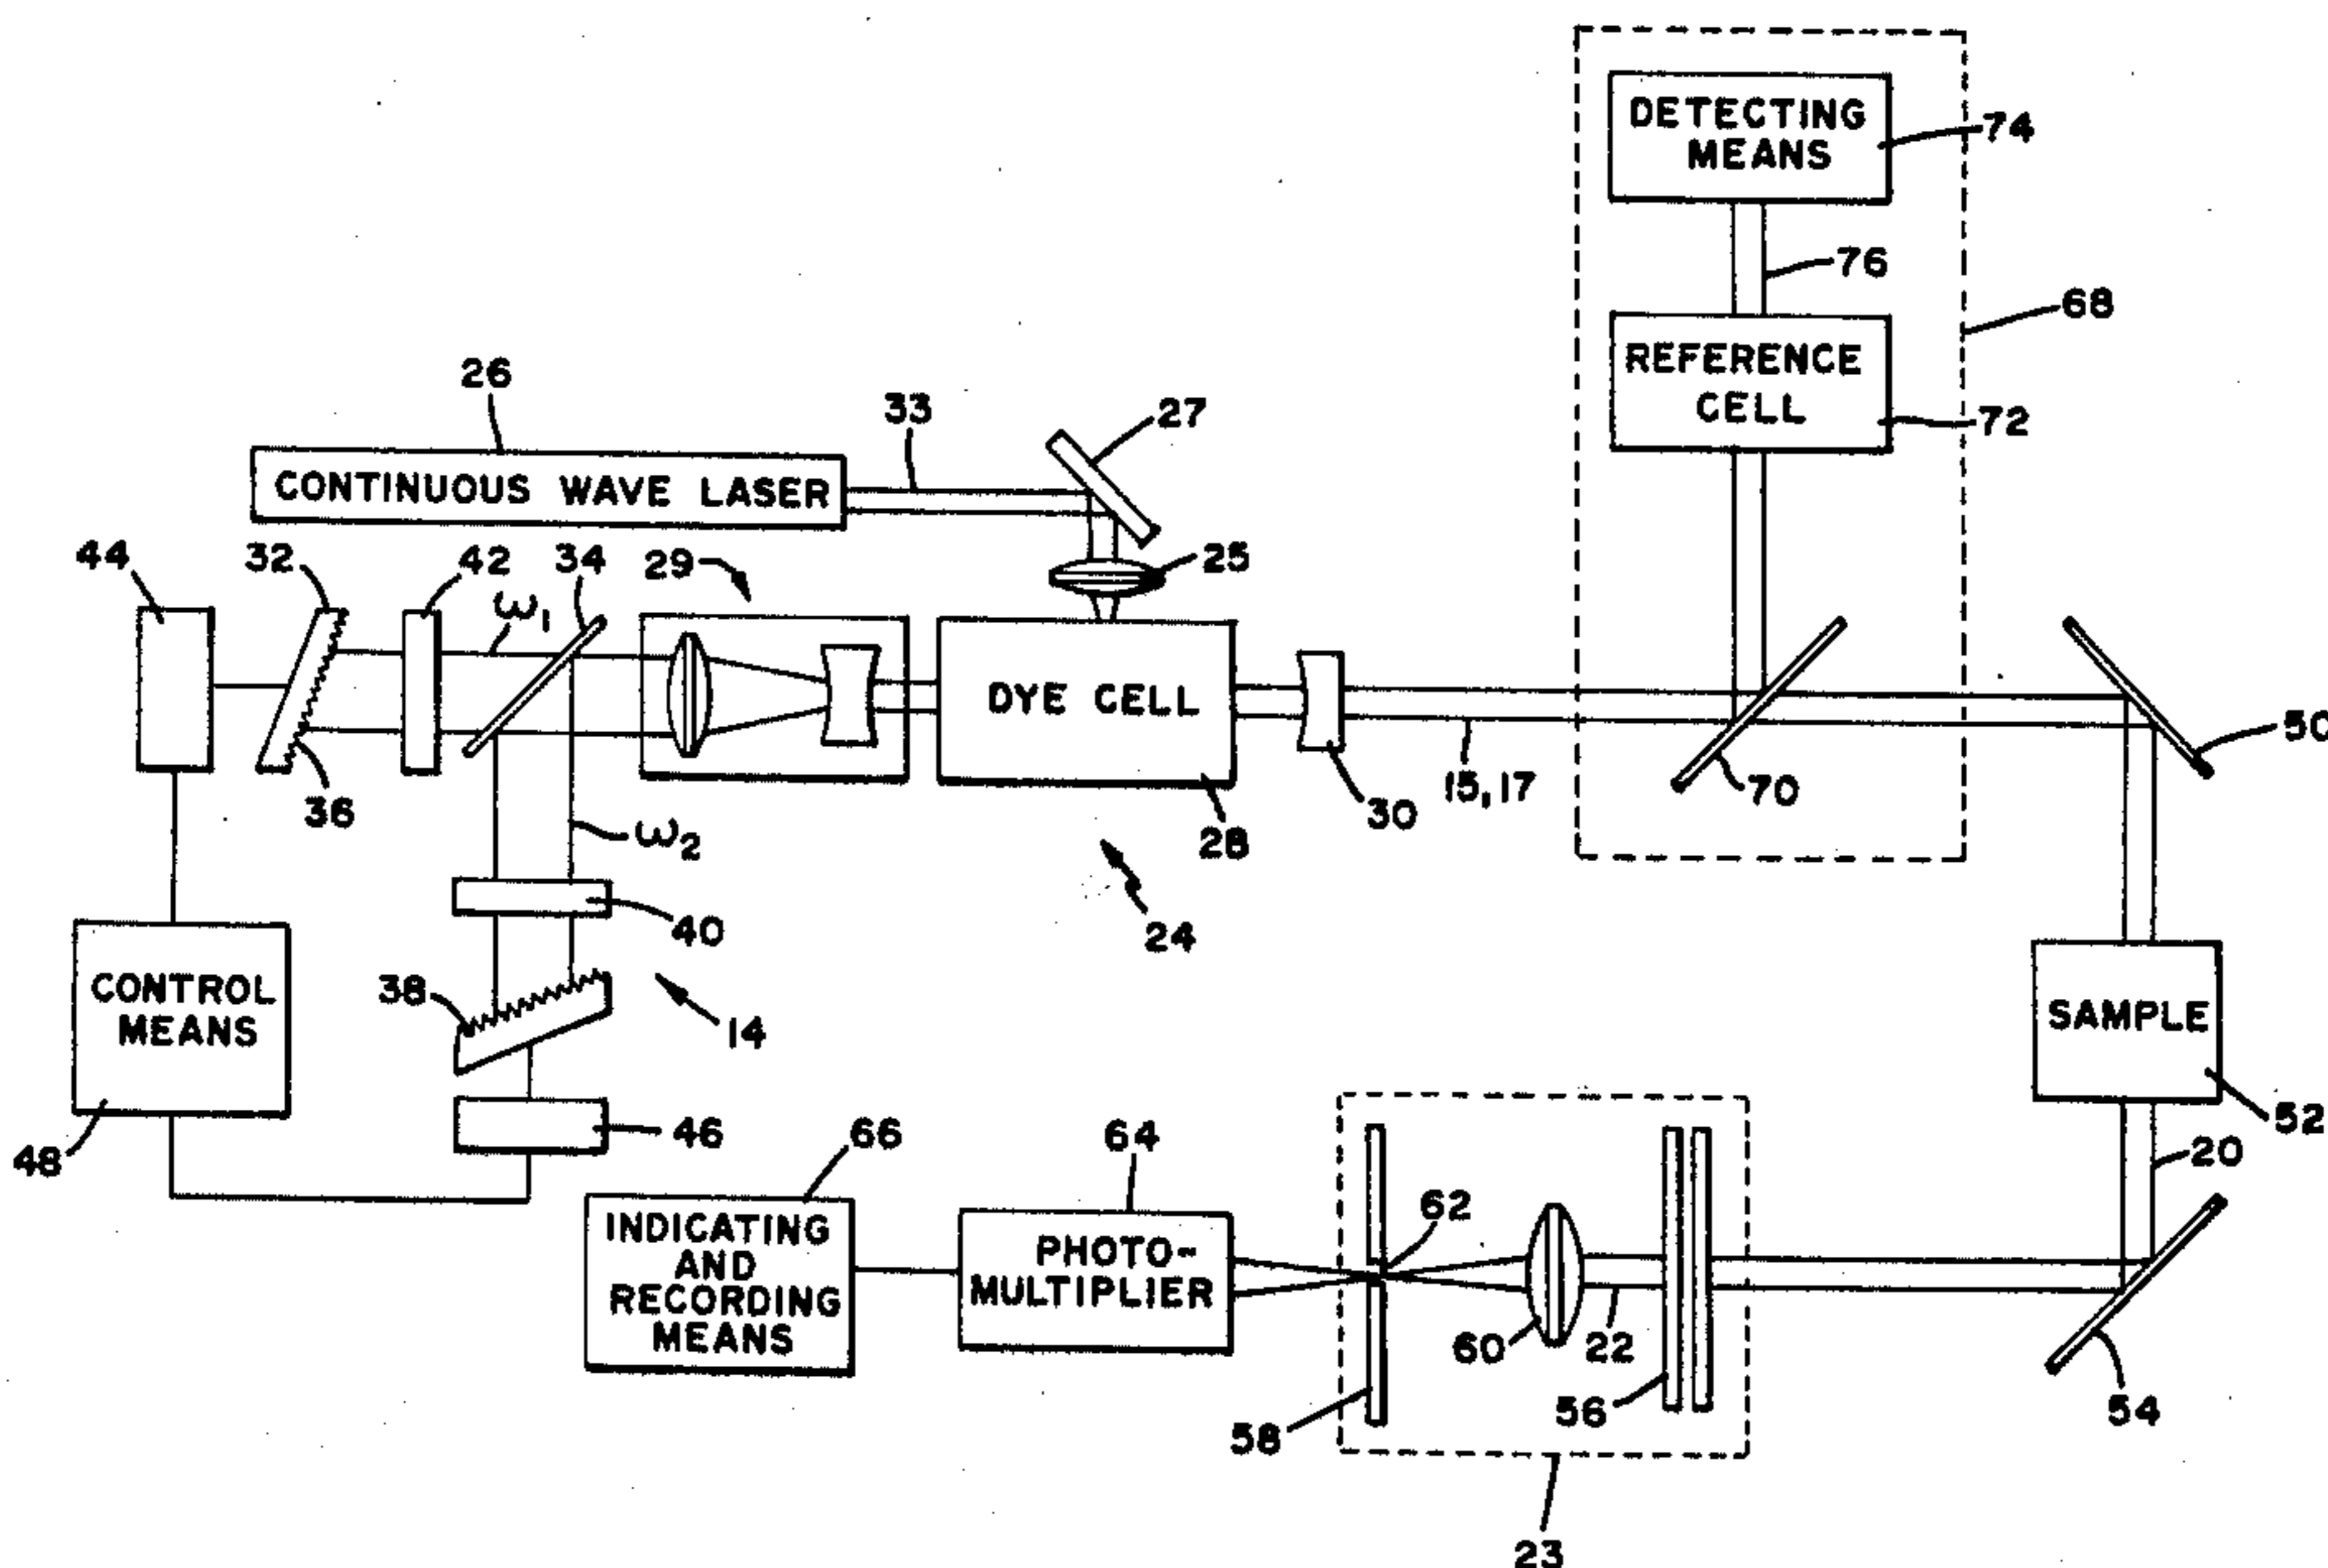 DETECTING
MEANS
74
76
68
REFERENCE
CELL
72
26
33
27
CONTINUOUS WAVE LASER
44
32
42
34
29
25
ω1
DYE CELL
50
36
30
15,17
70
ω2
28
40
24
CONTROL
MEANS
38
14
SAMPLE
48
46
66
64
52
62
20
INDICATING
AND
RECORDING
MEANS
PHOTO-
MULTIPLIER
60
22
56
58
54
23